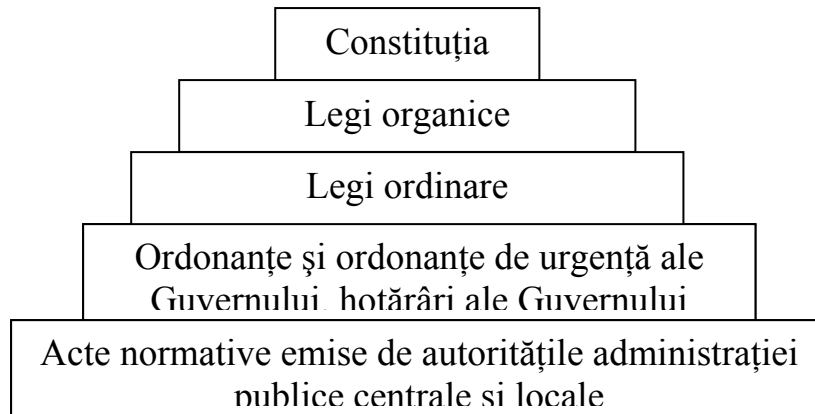 Constituția
Legi organice
Legi ordinare
Ordonanțe şi ordonanțe de urgență ale
Guvernului, hotărâri ale Guvernului
Acte normative emise de autoritățile administrației
publice centrale si locale